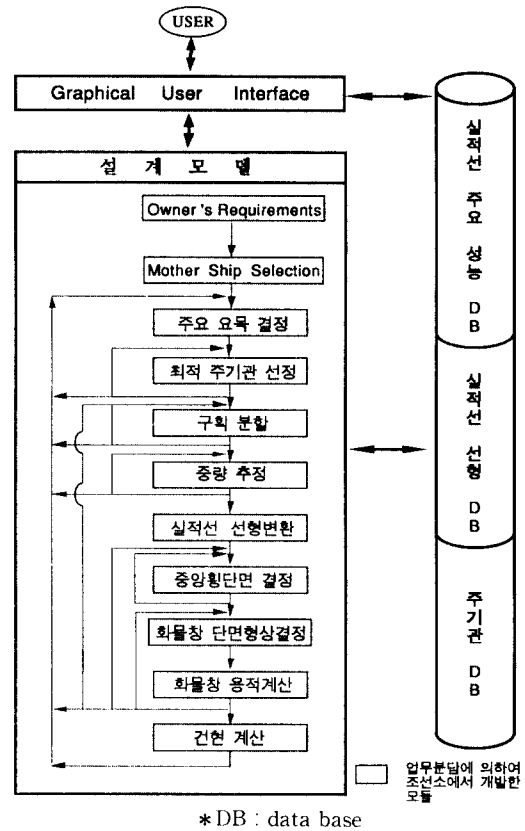 USER
Graphical User Interface
설 계 모 델
Owner's Requirements
Mother Ship Selection
주요 요목 결정
최적 주기관 선정
구획 분할
중량 추정
실적선 선형변환
중앙횡단면 결정
화물창 단면형상결정
화물창 용적계산
건현 계산
실적선 주요 성능 DB
실적선 선형 DB
주기관 DB
업무분담에 의하여
조선소에서 개발한
모듈
*DB : data base